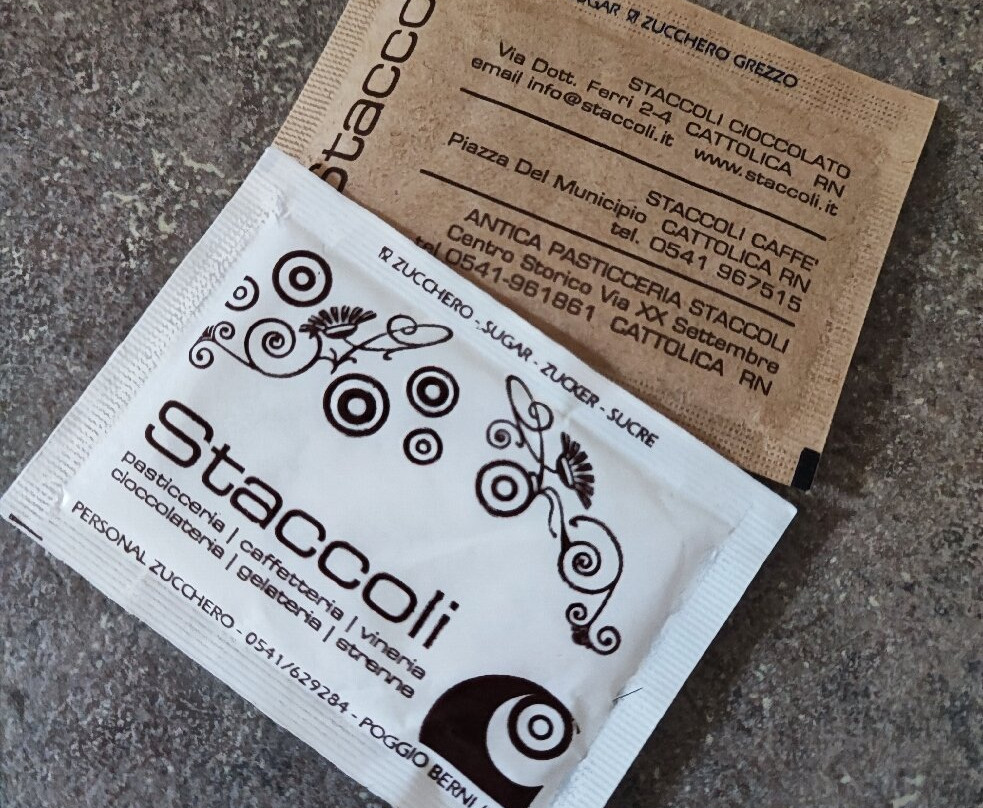 Stacco
ZUCCHERO GREZZO
STACCOLI CIOCCOLATO
Via Dott. Ferri 2-4 CATTOLICA RN
email info@staccoli.it www.staccoli.it
STACCOLI CAFFE'
Piazza Del Municipio CATTOLICA RN
tel. 0541 967515
ANTICA PASTICCERIA STACCOLI
Centro Storico Via XX Settembre
tel.0541-961861 CATTOLICA RN
ZUCCHERO - SUGAR - ZUCKER - SUCRE
Staccoli
pasticceria | caffetteria | vineria
cioccolateria | gelateria | strenne
PERSONAL ZUCCHERO - 0541/629284 - POGGIO